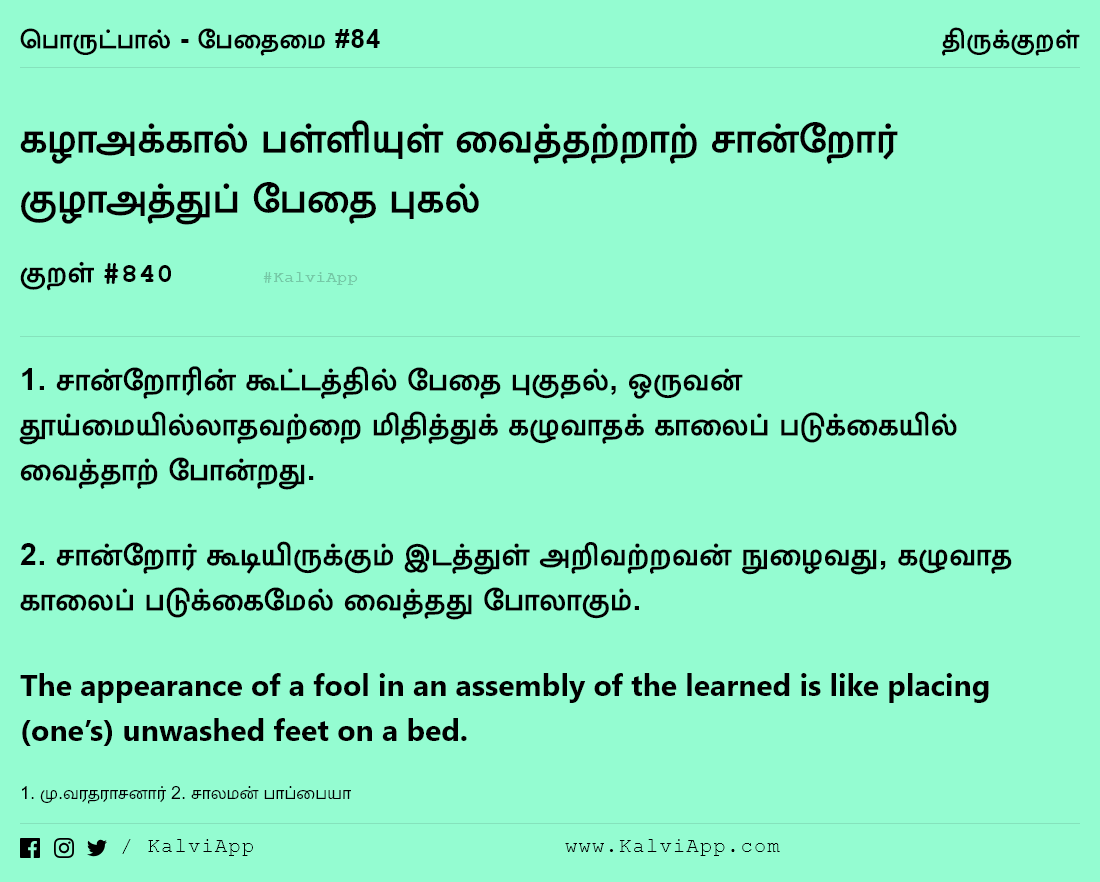 பொருட்பால் - பேதைமை #84 திருக்குறள்
கழாஅக்கால் பள்ளியுள் வைத்தற்றாற் சான்றோர்
குழாஅத்துப் பேதை புகல்
குறள் #840 #KalviApp
1. சான்றோரின் கூட்டத்தில் பேதை புகுதல், ஒருவன்
தூய்மையில்லாதவற்றை மிதித்துக் கழுவாதக் காலைப் படுக்கையில்
வைத்தாற் போன்றது.
2. சான்றோர் கூடியிருக்கும் இடத்துள் அறிவற்றவன் நுழைவது, கழுவாத
காலைப் படுக்கைமேல் வைத்தது போலாகும்.
The appearance of a fool in an assembly of the learned is like placing
(one’s) unwashed feet on a bed.
1. மு.வரதராசனார் 2. சாலமன் பாப்பையா
/ KalviApp www.KalviApp.com